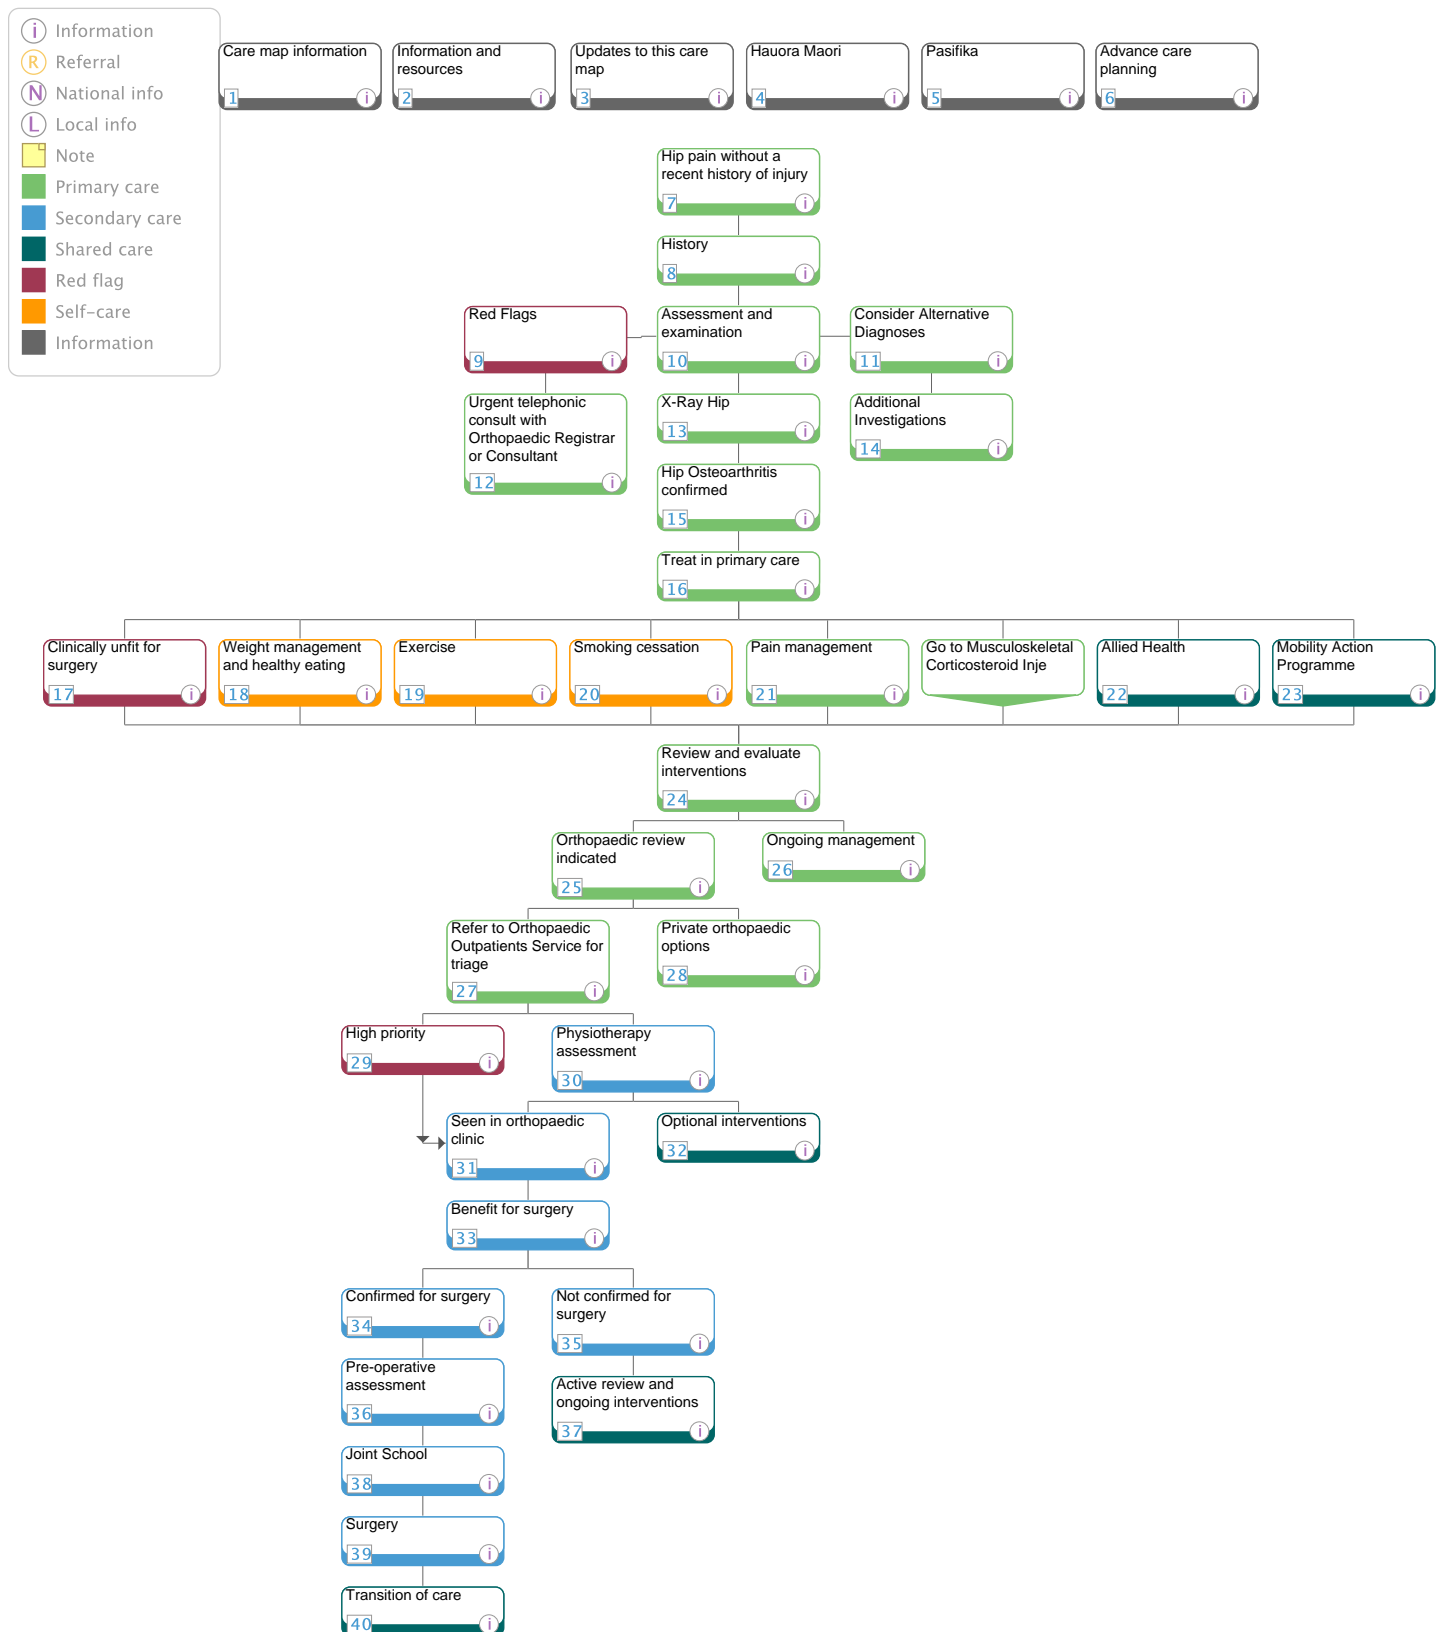 i Information
R Referral
N National info
L Local info
Note
Primary care
Secondary care
Shared care
Red flag
Self-care
Information
Care map information
1 i
Information and
resources
2 i
Updates to this care
map
3 i
Hauora Maori
4 i
Pasifika
5 i
Advance care
planning
6 i
Hip pain without a
recent history of injury
7 i
History
8 i
Red Flags
9 i
Assessment and
examination
10 i
Consider Alternative
Diagnoses
11 i
Urgent telephonic
consult with
Orthopaedic Registrar
or Consultant
12 i
X-Ray Hip
13 i
Additional
Investigations
14 i
Hip Osteoarthritis
confirmed
15 i
Treat in primary care
16 i
Clinically unfit for
surgery
17 i
Weight management
and healthy eating
18 i
Exercise
19 i
Smoking cessation
20 i
Pain management
21 i
Go to Musculoskeletal
Corticosteroid Inje
Allied Health
22 i
Mobility Action
Programme
23 i
Review and evaluate
interventions
24 i
Orthopaedic review
indicated
25 i
Ongoing management
26 i
Refer to Orthopaedic
Outpatients Service for
triage
27 i
Private orthopaedic
options
28 i
High priority
29 i
Physiotherapy
assessment
30 i
Seen in orthopaedic
clinic
31 i
Optional interventions
32 i
Benefit for surgery
33 i
Confirmed for surgery
34 i
Not confirmed for
surgery
35 i
Pre-operative
assessment
36 i
Active review and
ongoing interventions
37 i
Joint School
38 i
Surgery
39 i
Transition of care
40 i